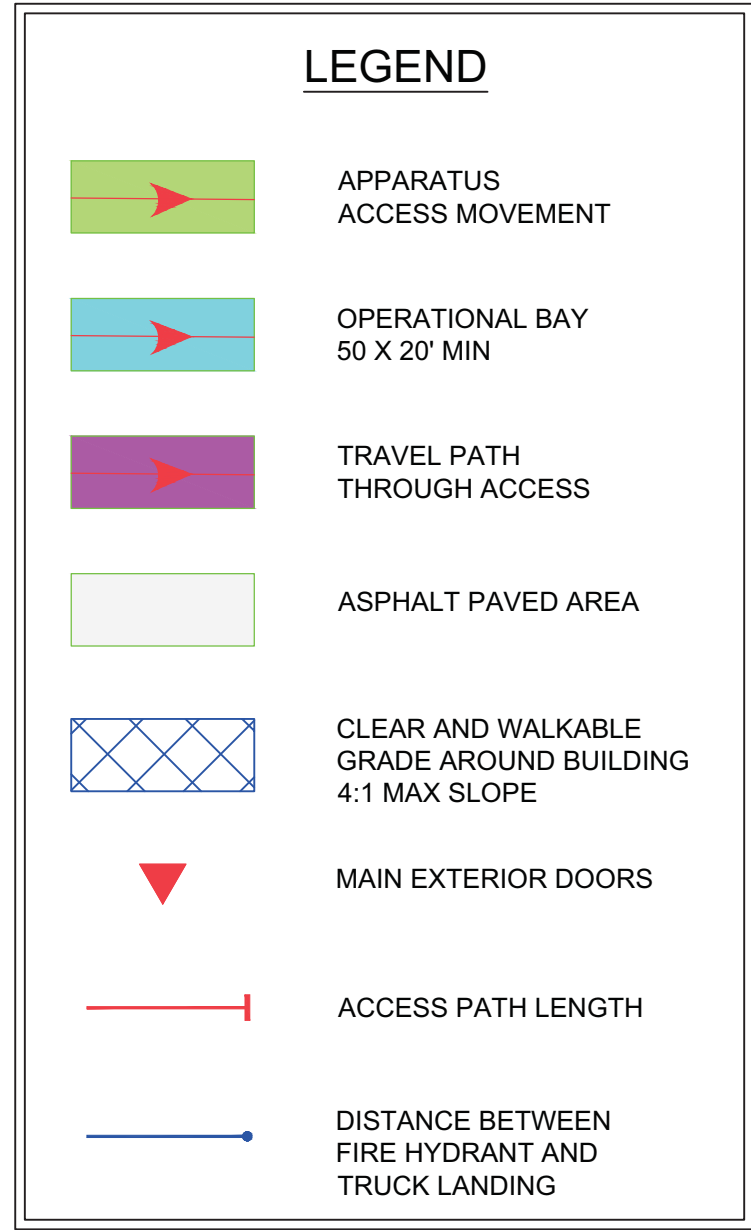 LEGEND
APPARATUS
ACCESS MOVEMENT
OPERATIONAL BAY
50 X 20' MIN
TRAVEL PATH
THROUGH ACCESS
ASPHALT PAVED AREA
CLEAR AND WALKABLE
GRADE AROUND BUILDING
4:1 MAX SLOPE
MAIN EXTERIOR DOORS
ACCESS PATH LENGTH
DISTANCE BETWEEN
FIRE HYDRANT AND
TRUCK LANDING